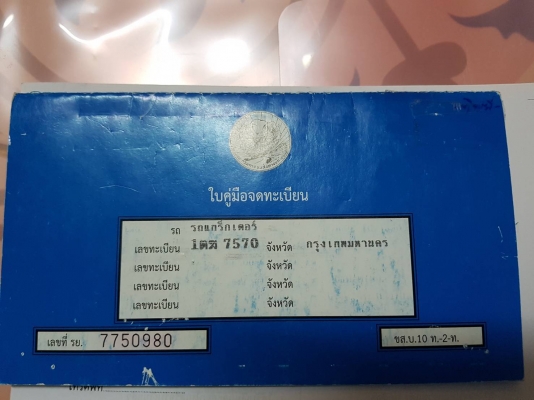 ใบคู่มือจดทะเบียน
รถ รถแทร็กเตอร์
เลขทะเบียน 1ตฆ 7570 จังหวัด กรุงเทพมหานคร
เลขทะเบียน จังหวัด
เลขทะเบียน จังหวัด
เลขทะเบียน จังหวัด
เลขที่ รย. 7750980
ชส.บ.10 ท.-2-ท.